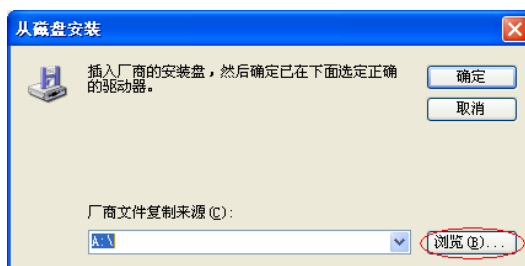 从磁盘安装
插入厂商的安装盘，然后确定已在下面选定正确
的驱动器。
确定
取消
厂商文件复制来源(C):
A:\
浏览(B)...